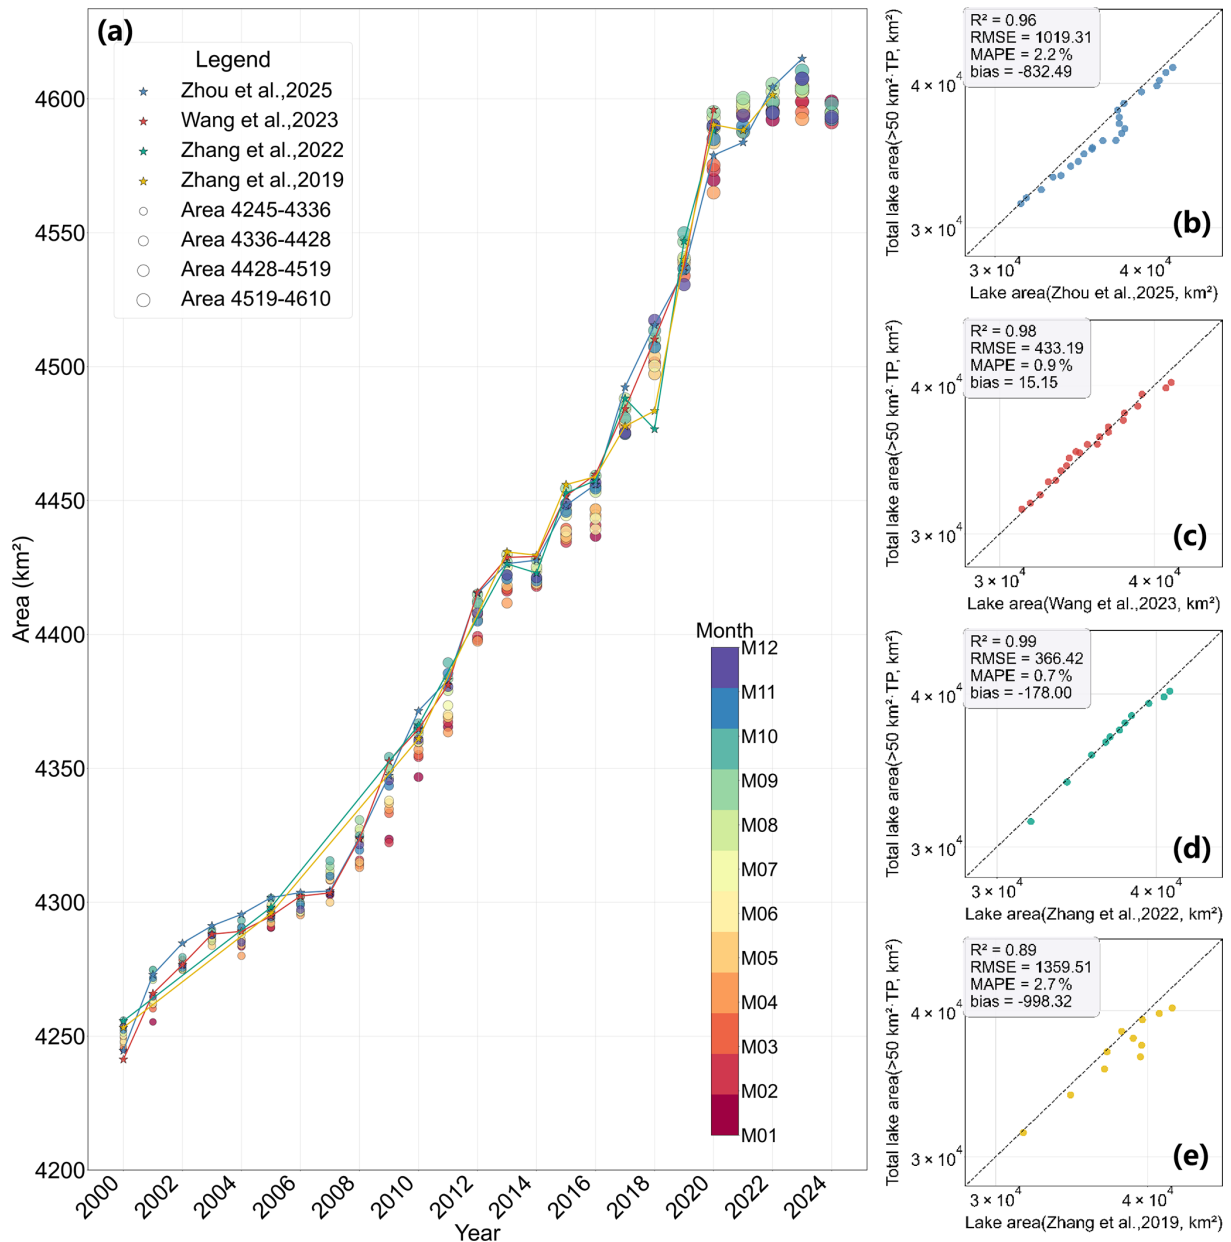 (a)
Legend
Zhou et al.,2025
Wang et al.,2023
Zhang et al.,2022
Zhang et al.,2019
Area 4245-4336
Area 4336-4428
Area 4428-4519
Area 4519-4610
4600
4550
4500
4450
4400
4350
4300
4250
4200
Area (km²)
2000
2002
2004
2006
2008
2010
2012
2014
2016
2018
2020
2022
2024
Year
Month
M12
M11
M10
M09
M08
M07
M06
M05
M04
M03
M02
M01
R² = 0.96
RMSE = 1019.31
MAPE = 2.2%
bias = -832.49
Total lake area(>50 km²·TP, km²)
4 × 10⁴
3 × 10⁴
(b)
3 × 10⁴
4 × 10⁴
Lake area(Zhou et al.,2025, km²)
R² = 0.98
RMSE = 433.19
MAPE = 0.9%
bias = 15.15
Total lake area(>50 km²·TP, km²)
4 × 10⁴
3 × 10⁴
(c)
3 × 10⁴
4 × 10⁴
Lake area(Wang et al.,2023, km²)
R² = 0.99
RMSE = 366.42
MAPE = 0.7%
bias = -178.00
Total lake area(>50 km²·TP, km²)
4 × 10⁴
3 × 10⁴
(d)
3 × 10⁴
4 × 10⁴
Lake area(Zhang et al.,2022, km²)
R² = 0.89
RMSE = 1359.51
MAPE = 2.7%
bias = -998.32
Total lake area(>50 km²·TP, km²)
4 × 10⁴
3 × 10⁴
(e)
3 × 10⁴
4 × 10⁴
Lake area(Zhang et al.,2019, km²)